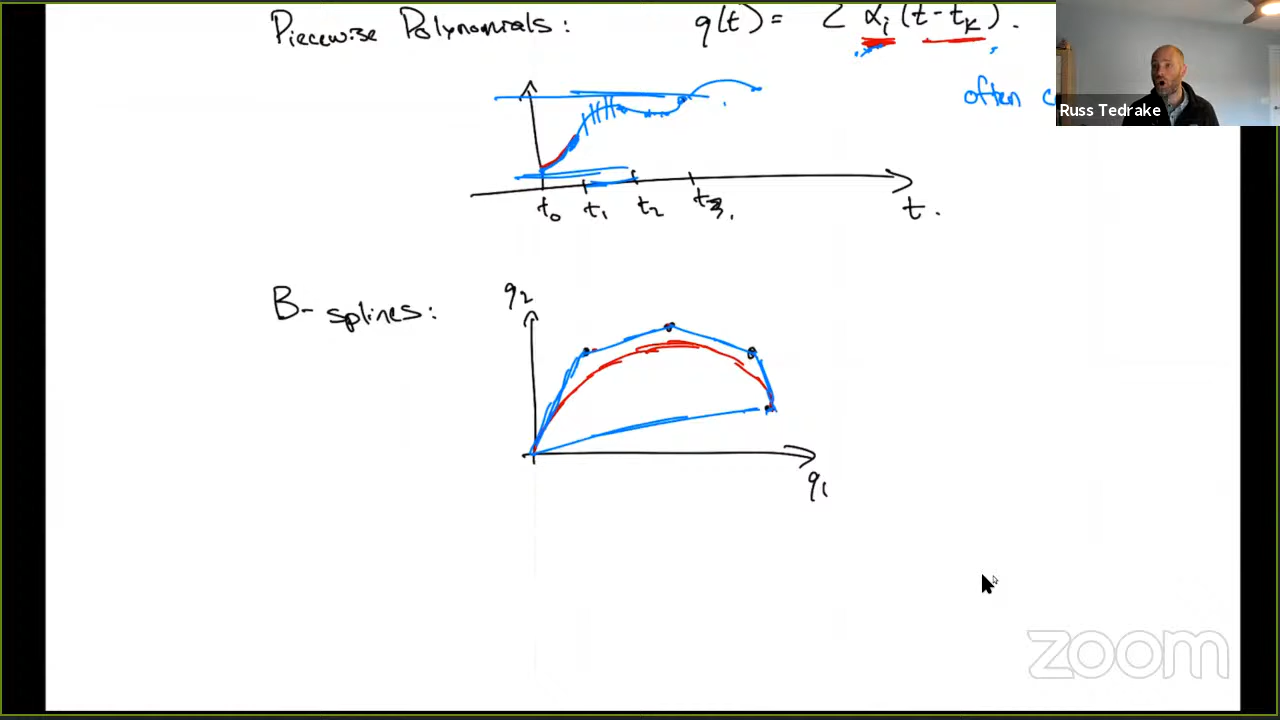 Piecewise Polynomials: q(t) = Σ αᵢ (t - tₖ).
often
Russ Tedrake
t₀ t₁ t₂ t₃. t.
B-splines: q₂
q₁
zoom